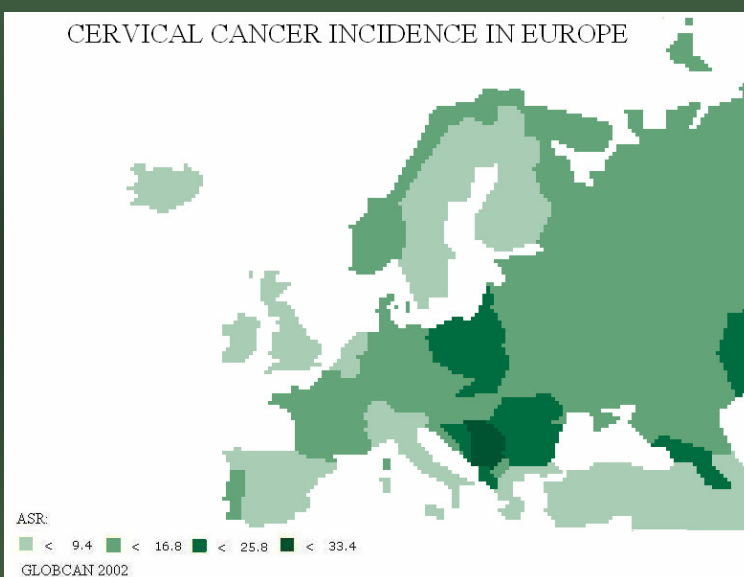 CERVICAL CANCER INCIDENCE IN EUROPE
ASR:
< 9.4 < 16.8 < 25.8 < 33.4
GLOBCAN 2002